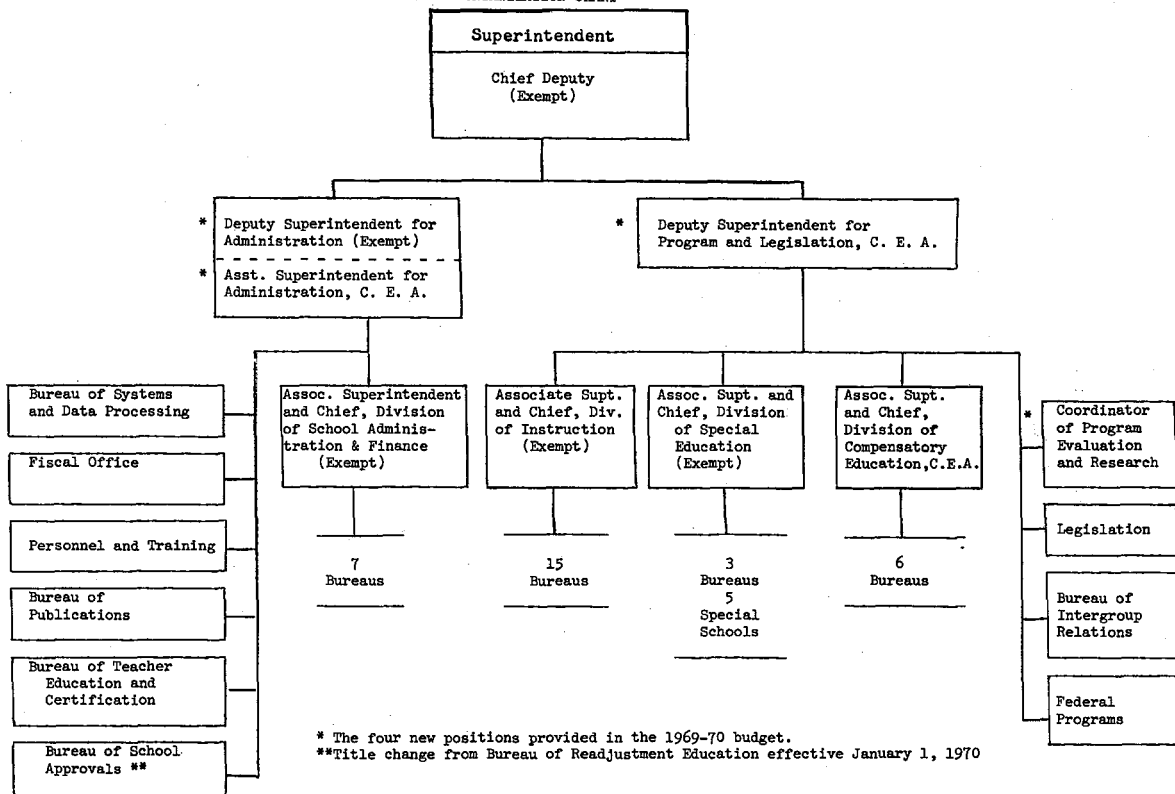 Superintendent
Chief Deputy
(Exempt)
* Deputy Superintendent for
Administration (Exempt)
* Asst. Superintendent for
Administration, C. E. A.
* Deputy Superintendent for
Program and Legislation, C. E. A.
Bureau of Systems
and Data Processing
Fiscal Office
Personnel and Training
Bureau of
Publications
Bureau of Teacher
Education and
Certification
Bureau of School
Approvals **
Assoc. Superintendent
and Chief, Division
of School Adminis-
tration & Finance
(Exempt)
7
Bureaus
Associate Supt.
and Chief, Div.
of Instruction
(Exempt)
15
Bureaus
Assoc. Supt. and
Chief, Division
of Special
Education
(Exempt)
3
Bureaus
5
Special
Schools
Assoc. Supt.
and Chief,
Division of
Compensatory
Education,C.E.A.
6
Bureaus
* Coordinator
of Program
Evaluation
and Research
Legislation
Bureau of
Intergroup
Relations
Federal
Programs
* The four new positions provided in the 1969-70 budget.
**Title change from Bureau of Readjustment Education effective January 1, 1970